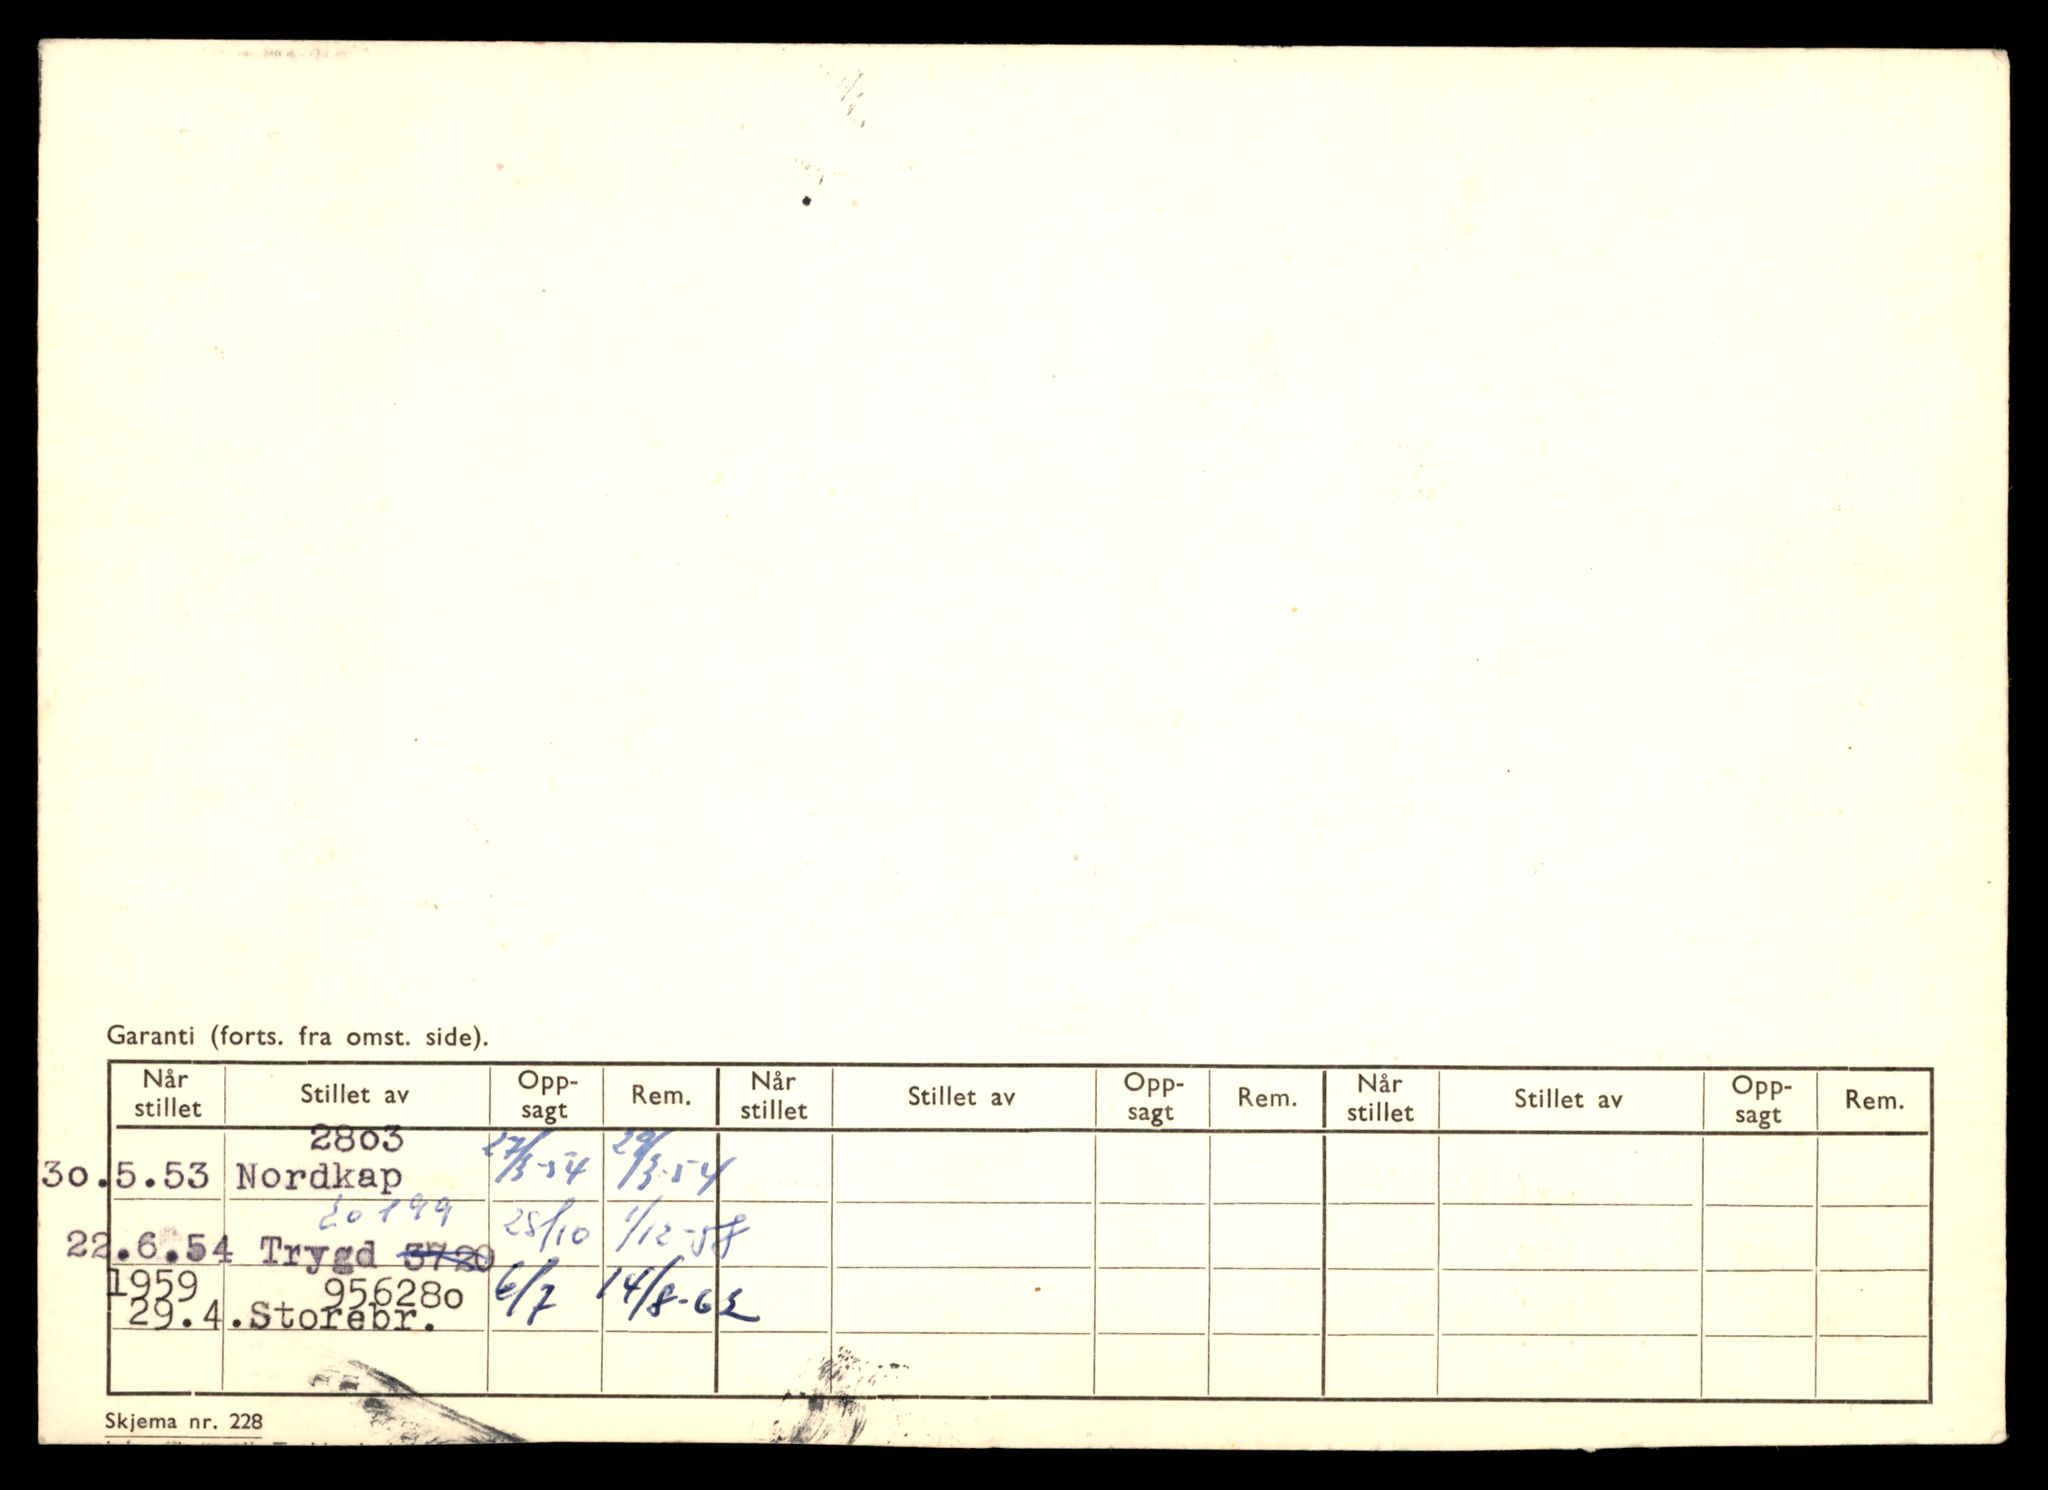 Garanti (forts. fra omst. side).
Når stillet Stillet av Opp-sagt Rem. Når stillet Stillet av Opp-sagt Rem. Når stillet Stillet av Opp-sagt Rem.
2803
30.5.53 Nordkap 27/3-54 29/3-54
20199
22.6.54 Trygd 3720 25/10 1/12-58
1959 956280
29.4. Storebr. 6/7 14/8-62
Skjema nr. 228